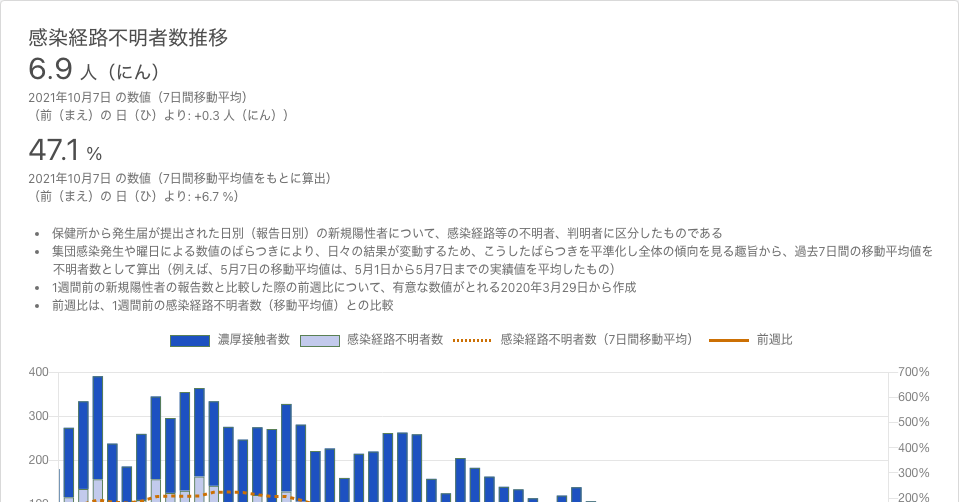 感染経路不明者数推移
6.9 人（にん）
2021年10月7日 の数値（7日間移動平均）
（前（まえ）の 日（ひ）より: +0.3 人（にん））
47.1 %
2021年10月7日 の数値（7日間移動平均値をもとに算出）
（前（まえ）の 日（ひ）より: +6.7 %）
• 保健所から発生届が提出された日別（報告日別）の新規陽性者について、感染経路等の不明者、判明者に区分したものである
• 集団感染発生や曜日による数値のばらつきにより、日々の結果が変動するため、こうしたばらつきを平準化し全体の傾向を見る趣旨から、過去7日間の移動平均値を
不明者数として算出（例えば、5月7日の移動平均値は、5月1日から5月7日までの実績値を平均したもの）
• 1週間前の新規陽性者の報告数と比較した際の前週比について、有意な数値がとれる2020年3月29日から作成
• 前週比は、1週間前の感染経路不明者数（移動平均値）との比較
濃厚接触者数 感染経路不明者数 感染経路不明者数（7日間移動平均） 前週比
400 700%
600%
300 500%
400%
200
300%
200%
100